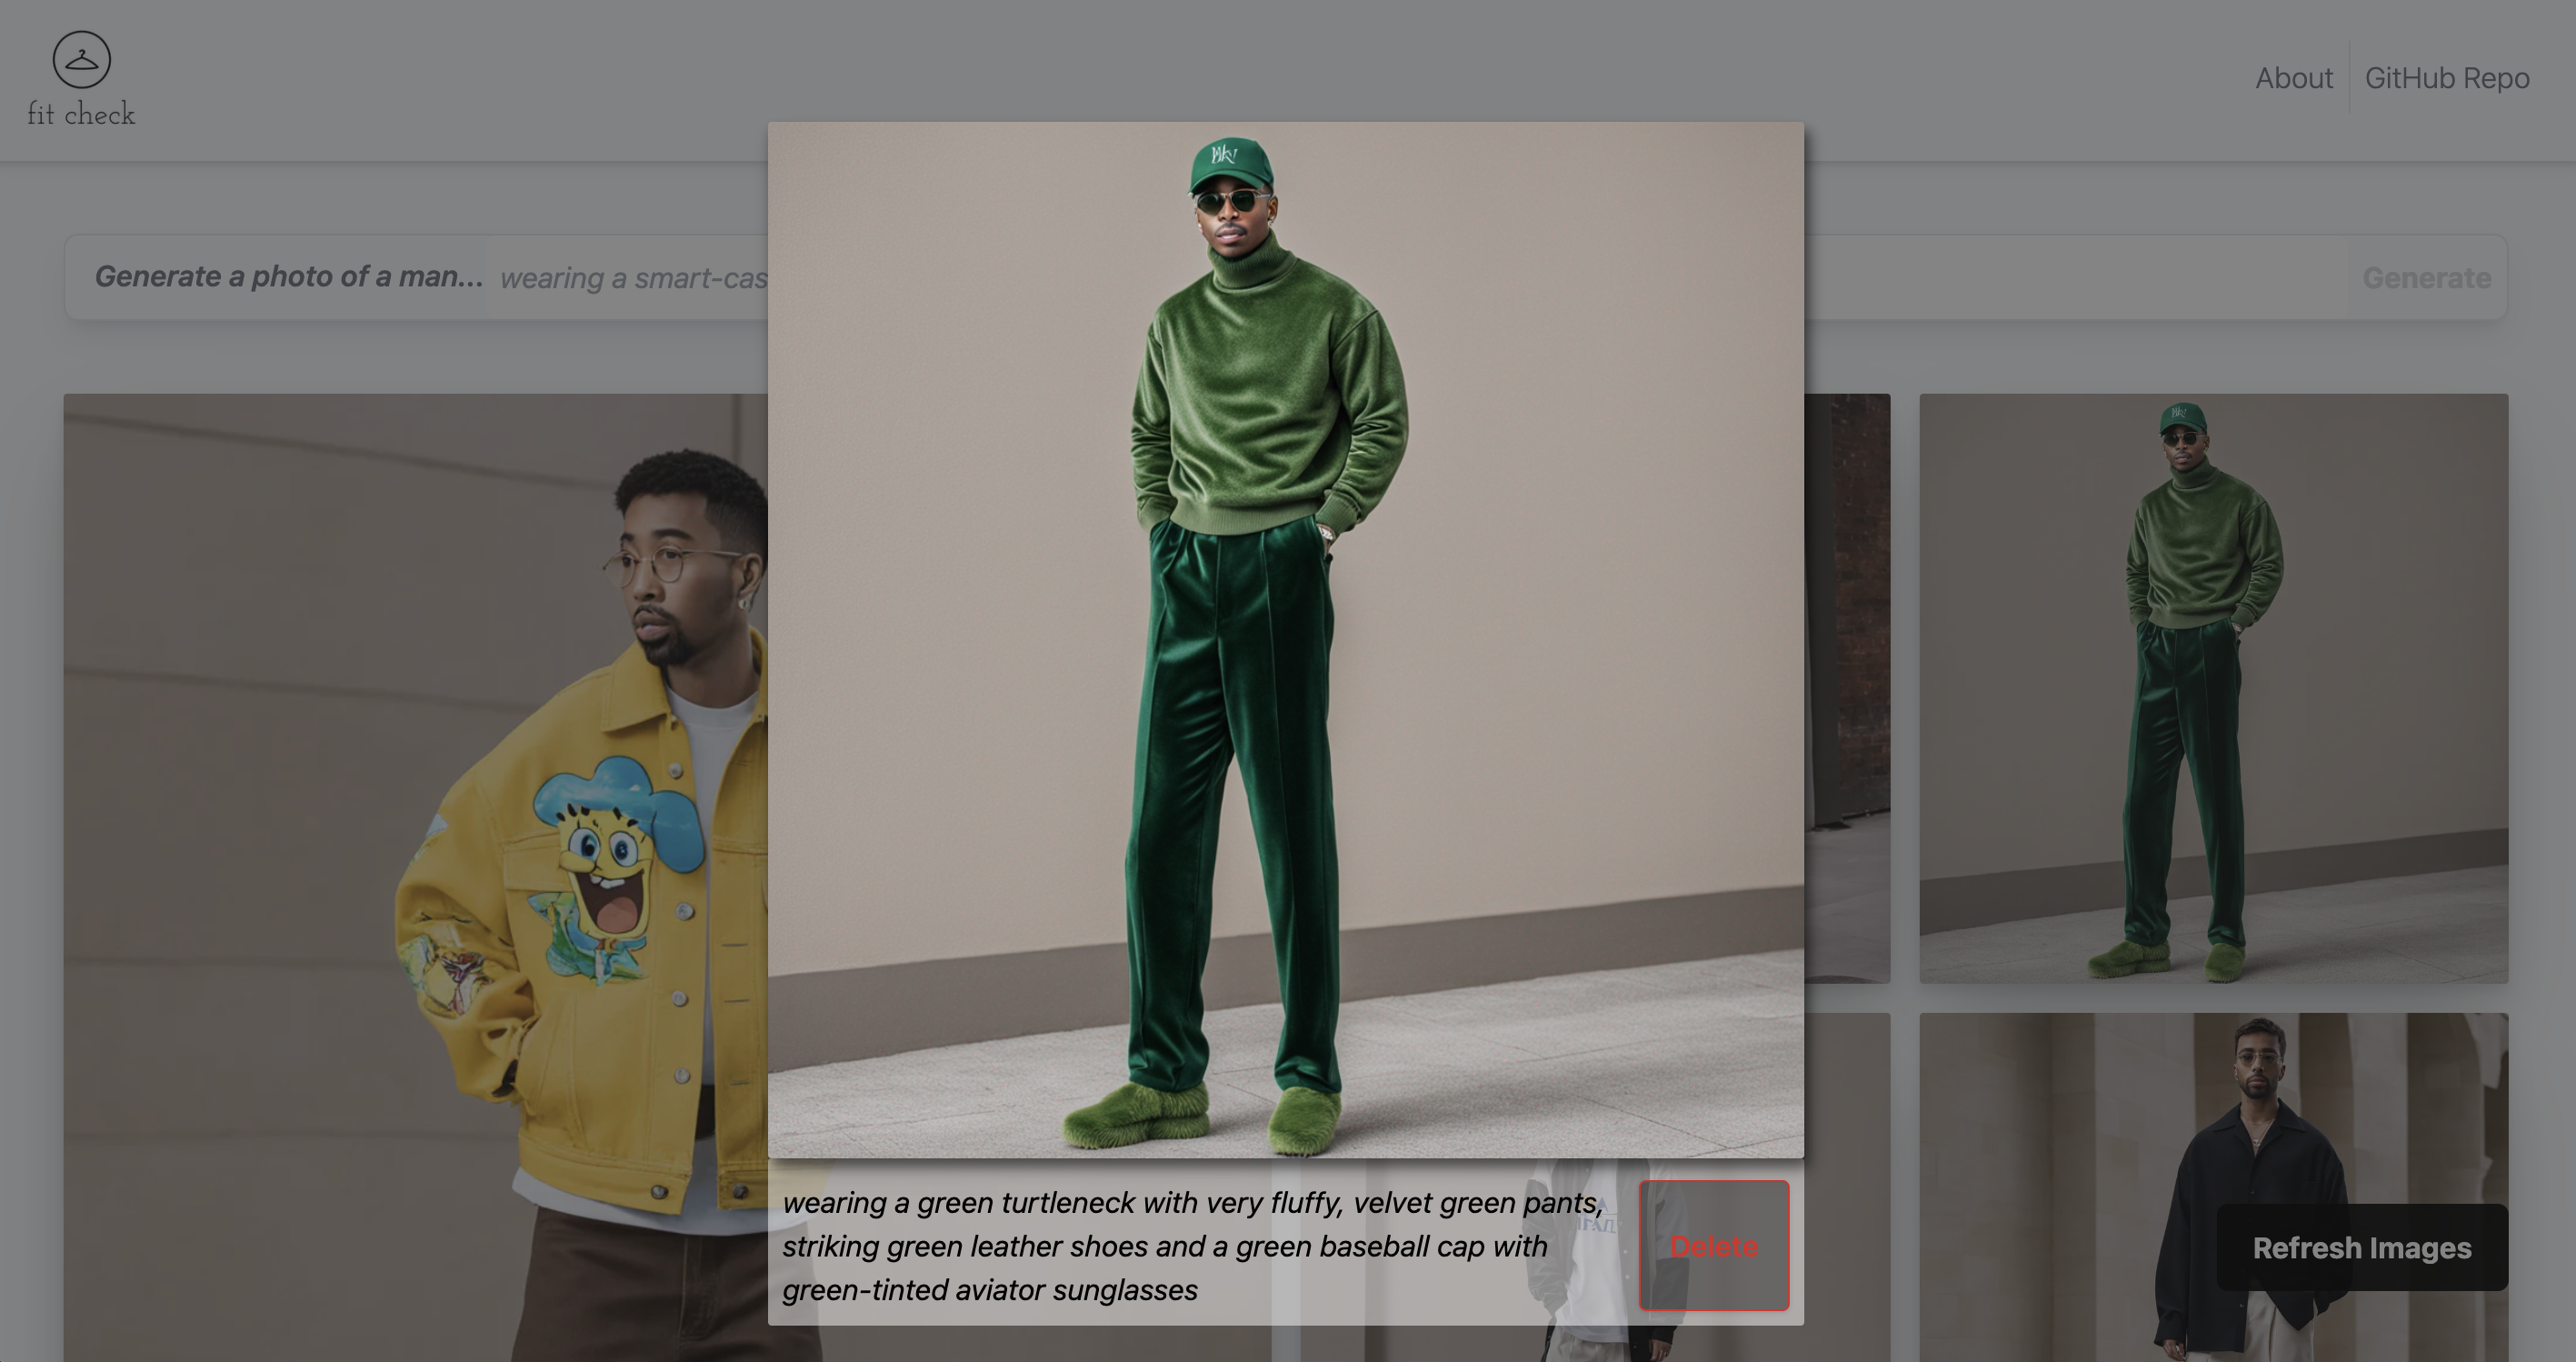 fit check
About
GitHub Repo
Generate a photo of a man...
wearing a smart-cas
Generate
wearing a green turtleneck with very fluffy, velvet green pants,
striking green leather shoes and a green baseball cap with
green-tinted aviator sunglasses
Delete
Refresh Images